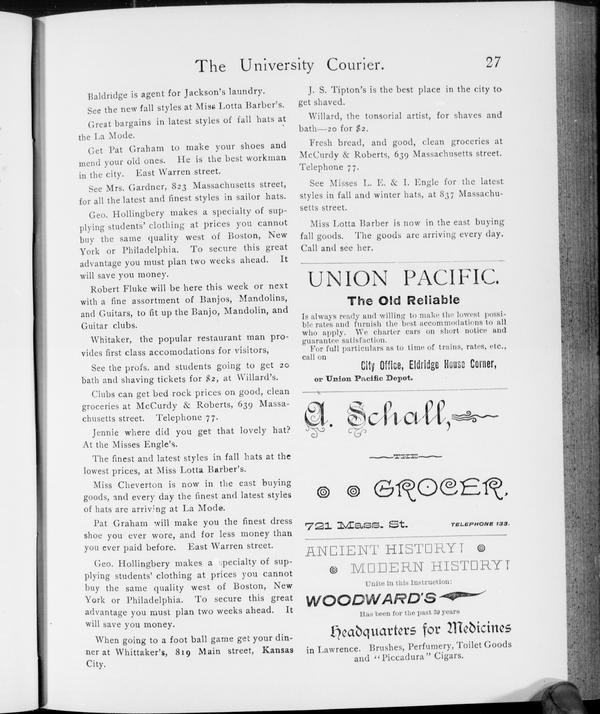 The University Courier.
27
Baldridge is agent for Jackson's laundry.
See the new fall styles at Miss Lotta Barber's.
Great bargains in latest styles of fall hats at
the La Mode.
Get Pat Graham to make your shoes and
mend your old ones. He is the best workman
in the city. East Warren street.
See Mrs. Gardner, 823 Massachusetts street,
for all the latest and finest styles in sailor hats.
Geo. Hollingbery makes a specialty of sup-
plying students' clothing at prices you cannot
buy the same quality west of Boston, New
York or Philadelphia. To secure this great
advantage you must plan two weeks ahead. It
will save you money.
Robert Fluke will be here this week or next
with a fine assortment of Banjos, Mandolins,
and Guitars, to fit up the Banjo, Mandolin, and
Guitar clubs.
Whitaker, the popular restaurant man pro-
vides first class accomodations for visitors,
See the profs. and students going to get 20
bath and shaving tickets for $2, at Willard's.
Clubs can get bed rock prices on good, clean
groceries at McCurdy & Roberts, 639 Massa-
chusetts street. Telephone 77.
Jennie where did you get that lovely hat?
At the Misses Engle's.
The finest and latest styles in fall hats at the
lowest prices, at Miss Lotta Barber's.
Miss Cheverton is now in the east buying
goods, and every day the finest and latest styles
of hats are arriving at La Mode.
Pat Graham will make you the finest dress
shoe you ever wore, and for less money than
you ever paid before. East Warren street.
Geo. Hollingbery makes a specialty of sup-
plying students' clothing at prices you cannot
buy the same quality west of Boston, New
York or Philadelphia. To secure this great
advantage you must plan two weeks ahead. It
will save you money.
When going to a foot ball game get your din-
ner at Whittaker's, 819 Main street, Kansas
City.
J. S. Tipton's is the best place in the city to
get shaved.
Willard, the tonsorial artist, for shaves and
bath—20 for $2.
Fresh bread, and good, clean groceries at
McCurdy & Roberts, 639 Massachusetts street.
Telephone 77.
See Misses L. E. & I. Engle for the latest
styles in fall and winter hats, at 837 Massachu-
setts street.
Miss Lotta Barber is now in the east buying
fall goods. The goods are arriving every day.
Call and see her.
UNION PACIFIC.
The Old Reliable
Is always ready and willing to make the lowest possi-
ble rates and furnish the best accommodations to all
who apply. We charter cars on short notice and
guarantee satisfaction.
For full particulars as to time of trains, rates, etc.,
call on
City Office, Eldridge House Corner,
or Union Pacific Depot.
A. Schall,
THE
GROCER,
721 Mass. St. TELEPHONE 133.
ANCIENT HISTORY!
MODERN HISTORY!
Unite in this Instruction:
WOODWARD'S
Has been for the past 39 years
Headquarters for Medicines
in Lawrence. Brushes, Perfumery, Toilet Goods
and "Piccadura" Cigars.